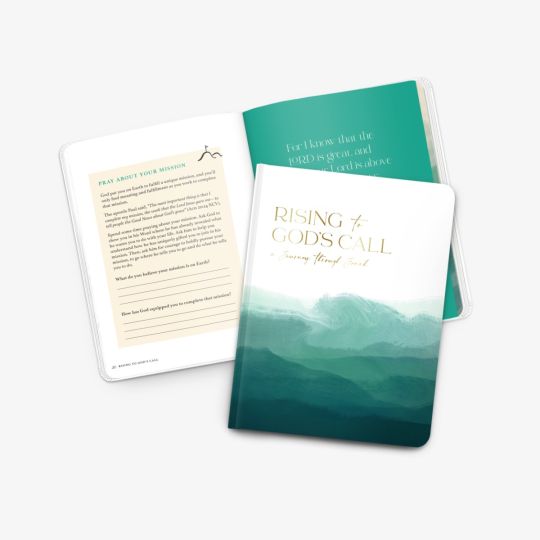 PRAY ABOUT YOUR MISSION
God put you on Earth to fulfill a unique mission, and you'll
only find meaning and fulfillment as you work to complete
that mission.
The apostle Paul said, "The most important thing is that I
complete my mission, the work that the Lord Jesus gave me—to
tell people the Good News about God's grace" (Acts 20:24 NCV).
Spend some time praying about your mission. Ask God to
show you in His Word where he has already revealed what
he wants you to do with your life. Ask him to help you
understand how he has uniquely gifted you to join in his
mission. Then, ask him for courage to boldly pursue your
mission, to go where he tells you to go and do what he tells
you to do.
What do you believe your mission is on Earth?
How has God equipped you to complete that mission?
20 RISING TO GOD'S CALL
For I know that the
LORD is great, and
Lord is above
RISING to
GOD'S CALL
a Journey through